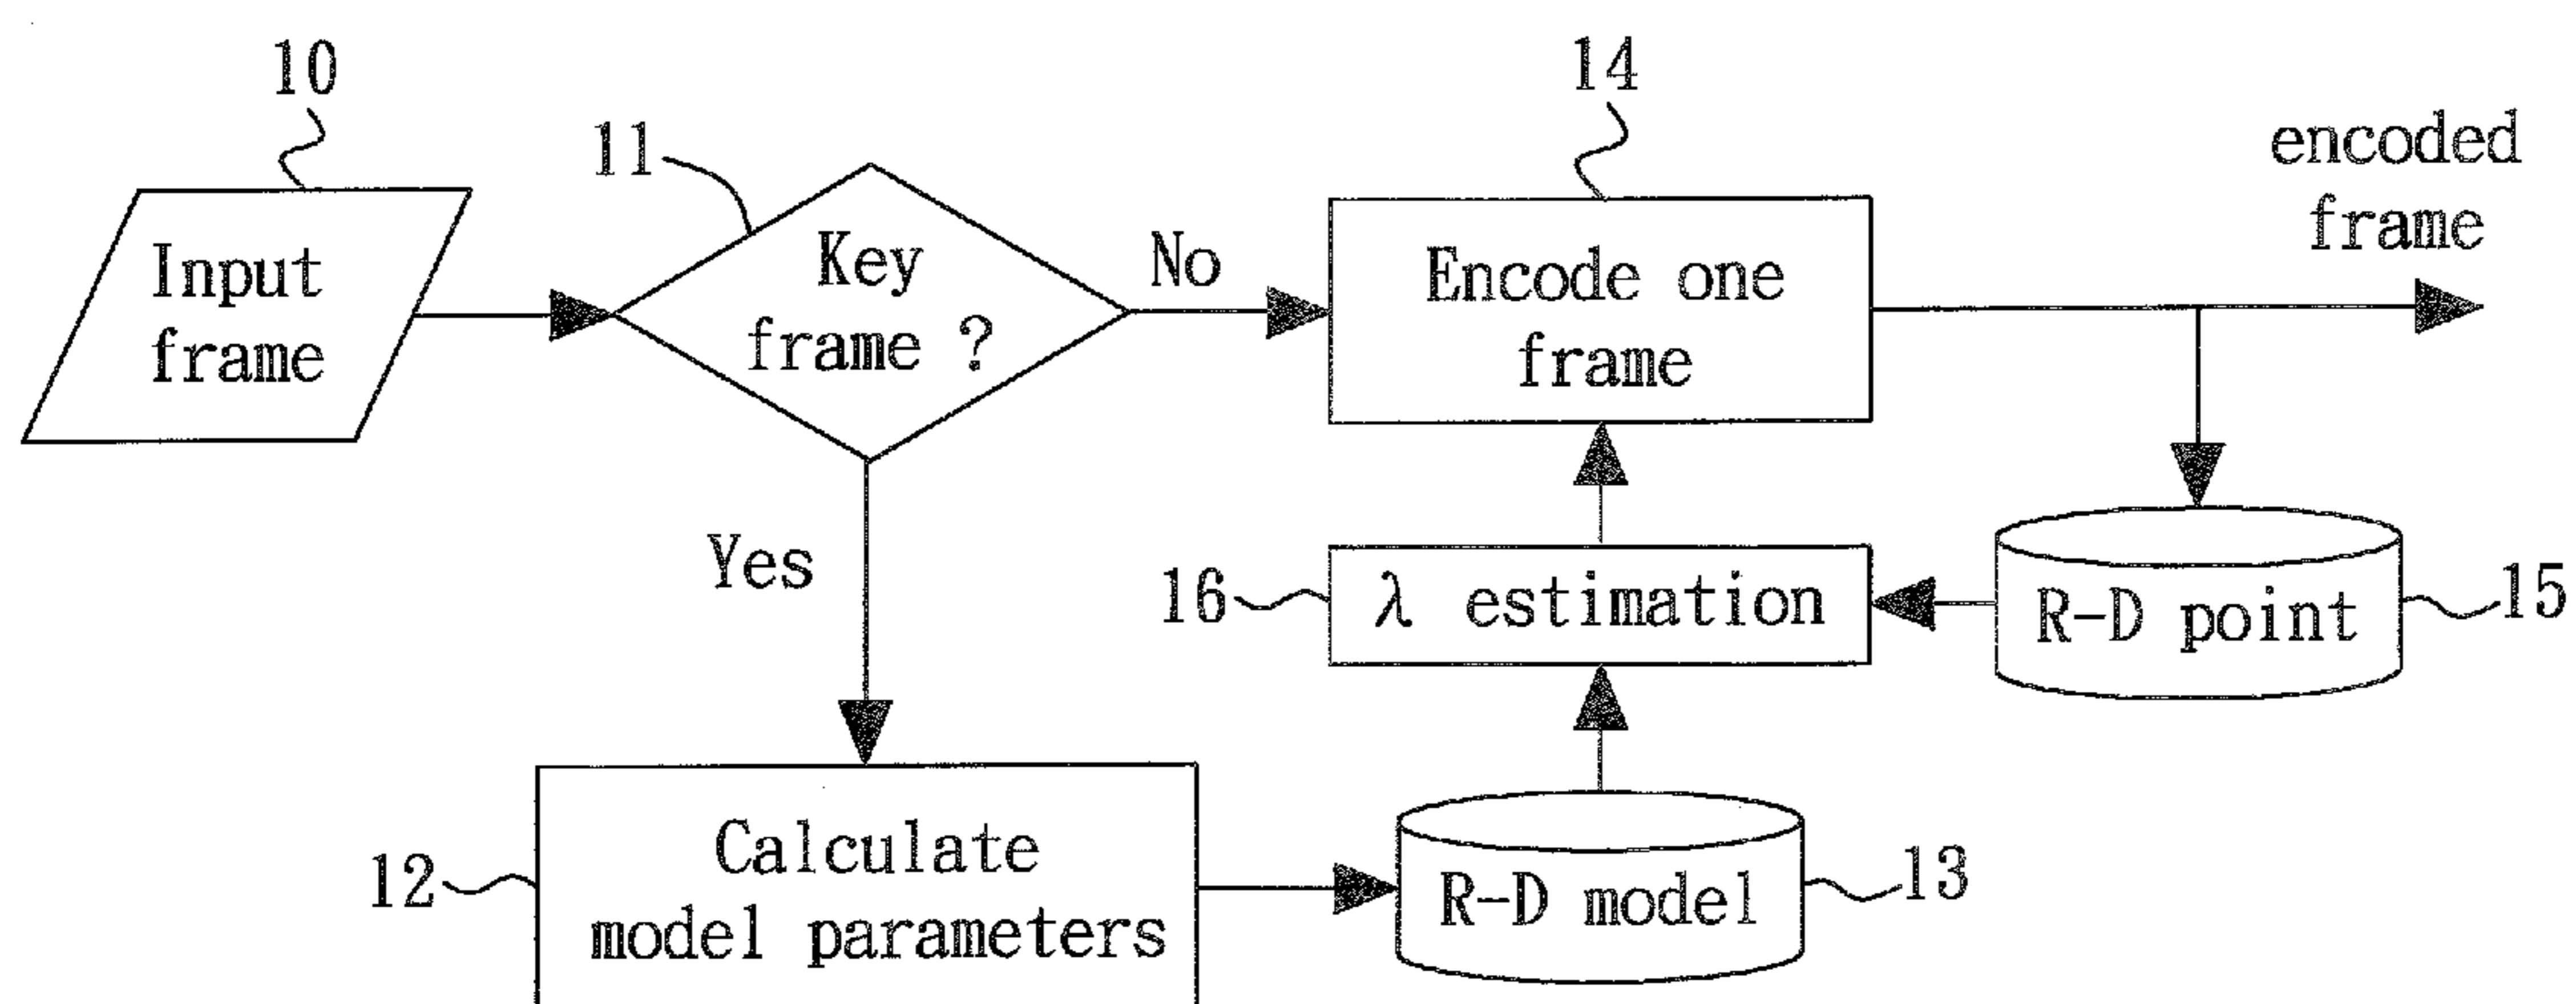 10
Input
frame
11
Key
frame ?
No
Yes
14
Encode one
frame
encoded
frame
16
λ estimation
R-D point
15
12
Calculate
model parameters
R-D model
13